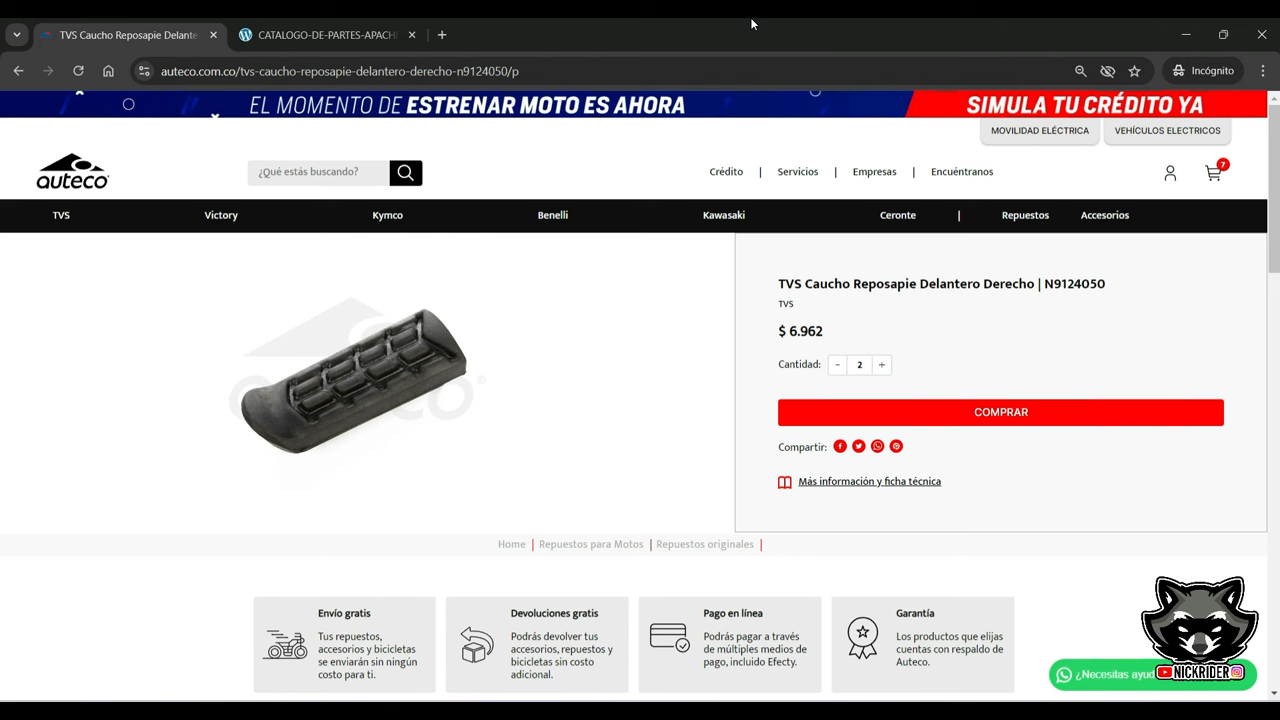 TVS Caucho Reposapie Delante
CATALOGO-DE-PARTES-APACH
auteco.com.co/tvs-caucho-reposapie-delantero-derecho-n9124050/p
Incógnito
EL MOMENTO DE ESTRENAR MOTO ES AHORA
SIMULA TU CRÉDITO YA
MOVILIDAD ELÉCTRICA
VEHÍCULOS ELECTRICOS
auteco
¿Qué estás buscando?
Crédito | Servicios | Empresas | Encuéntranos
7
TVS Victory Kymco Benelli Kawasaki Ceronte | Repuestos Accesorios
auteco
TVS Caucho Reposapie Delantero Derecho | N9124050
TVS
$ 6.962
Cantidad: - 2 +
COMPRAR
Compartir:
Más información y ficha técnica
Home | Repuestos para Motos | Repuestos originales |
Envío gratis
Tus repuestos,
accesorios y bicicletas
se enviarán sin ningún
costo para ti.
Devoluciones gratis
Podrás devolver tus
accesorios, repuestos y
bicicletas sin costo
adicional.
Pago en línea
Podrás pagar a través
de múltiples medios de
pago, incluido Efecty.
Garantía
Los productos que elijas
cuentas con respaldo de
Auteco.
¿Necesitas ayud
NICKRIDER